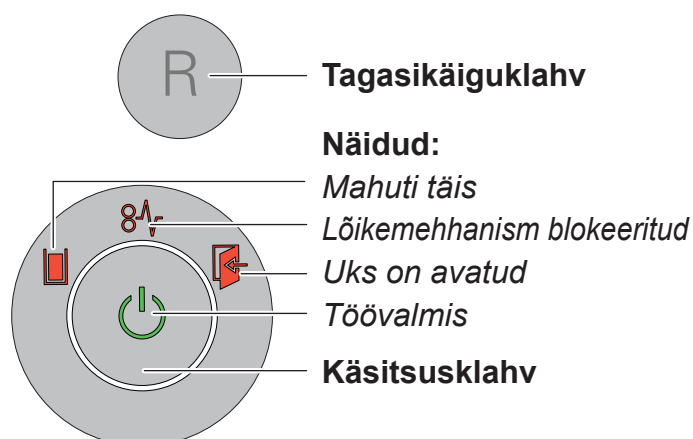 R
Tagasikäiguklahv
Näidud:
Mahuti täis
Lõikemehhanism blokeeritud
Uks on avatud
Töövalmis
Käsitsusklahv